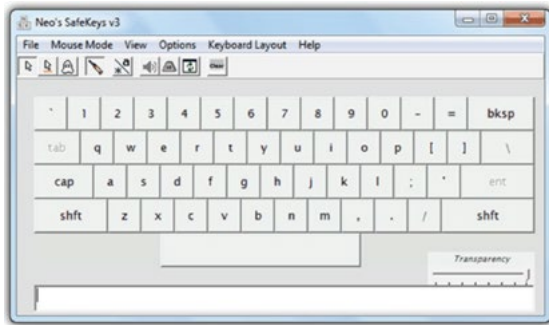 Neo's SafeKeys v3
File Mouse Mode View Options Keyboard Layout Help
Clear
` 1 2 3 4 5 6 7 8 9 0 - = bksp
tab q w e r t y u i o p [ ] \
cap a s d f g h j k l ; ' ent
shft z x c v b n m , . / shft
Transparency